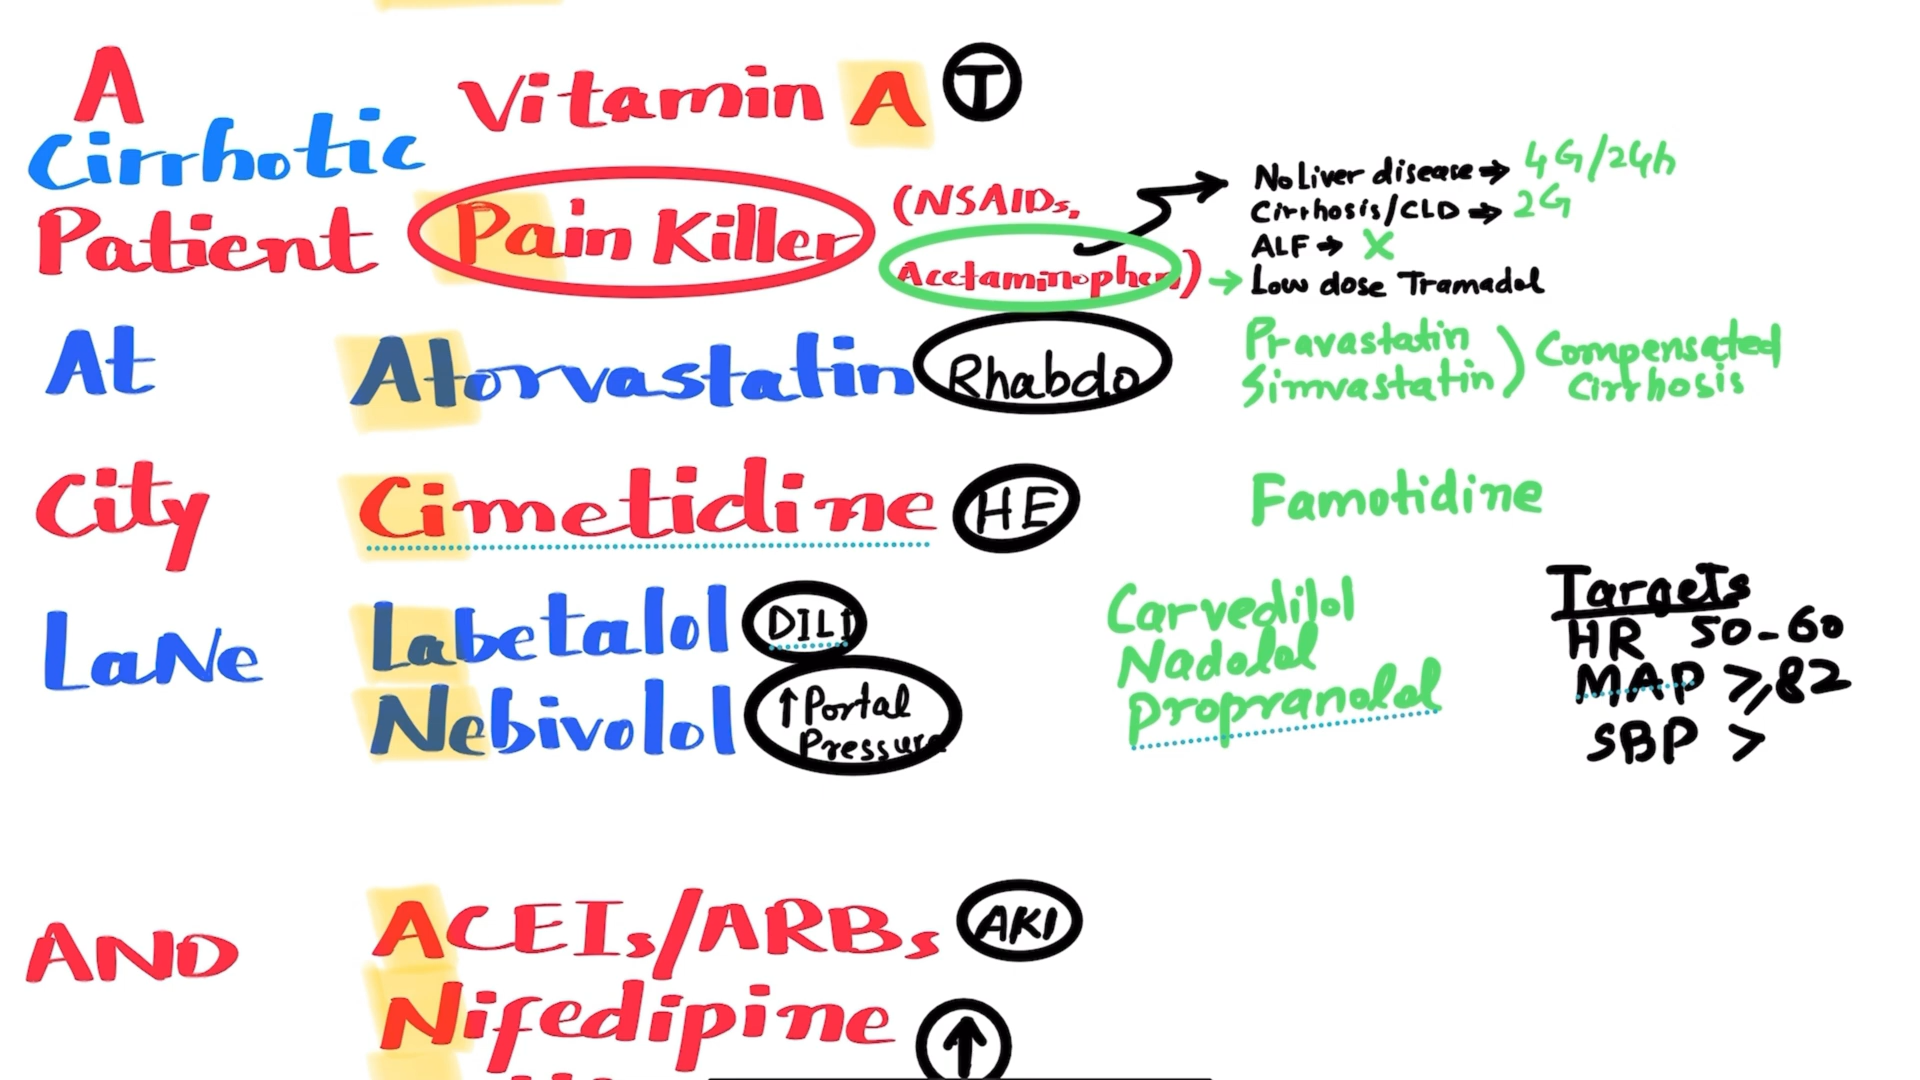 A Vitamin A T
Cirrhotic
Patient Pain Killer (NSAIDs, Acetaminophen)
No Liver disease → 4G/24h
Cirrhosis/CLD → 2G
ALF → X
→ Low dose Tramadol
At Atorvastatin Rhabdo
Pravastatin
Simvastatin ) Compensated cirrhosis
City Cimetidine HE Famotidine
LaNe Labetalol DILI
Nebivolol ↑ Portal Pressure
Carvedilol
Nadolol
Propranolol
Targets
HR 50-60
MAP ≥82
SBP >
AND ACEIs/ARBs AKI
Nifedipine ↑